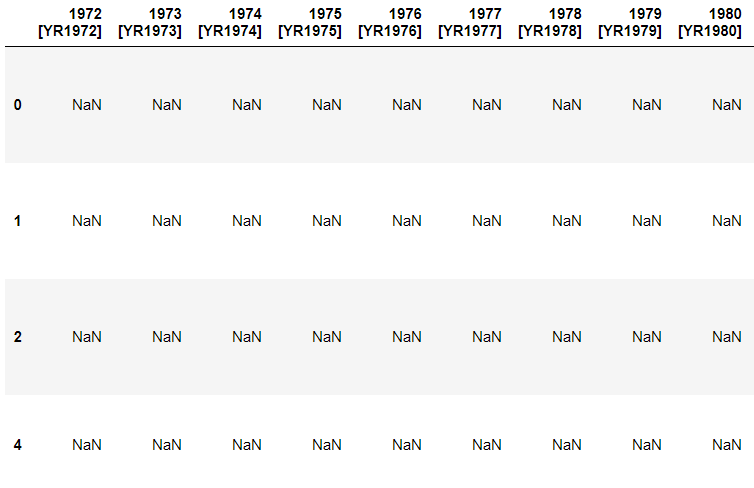 1972 1973 1974 1975 1976 1977 1978 1979 1980
[YR1972] [YR1973] [YR1974] [YR1975] [YR1976] [YR1977] [YR1978] [YR1979] [YR1980]
0 NaN NaN NaN NaN NaN NaN NaN NaN NaN
1 NaN NaN NaN NaN NaN NaN NaN NaN NaN
2 NaN NaN NaN NaN NaN NaN NaN NaN NaN
4 NaN NaN NaN NaN NaN NaN NaN NaN NaN